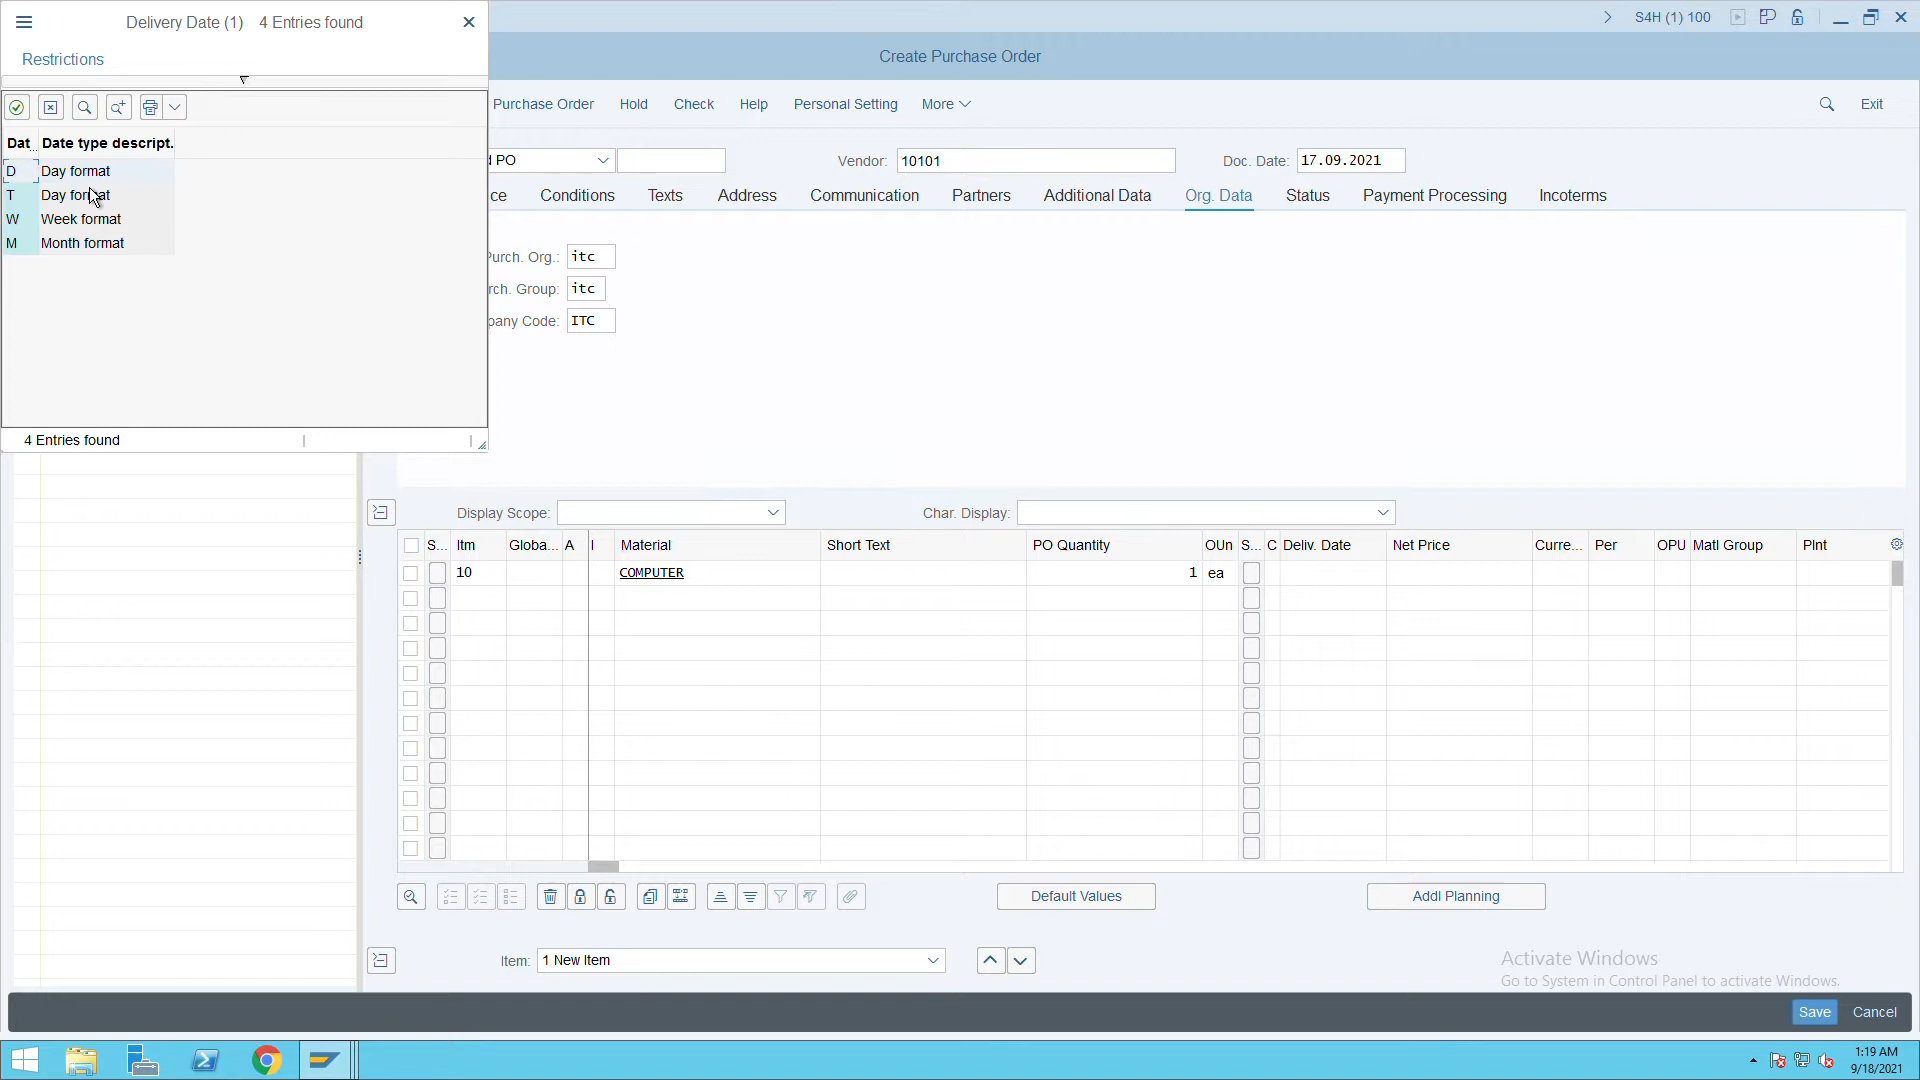 Delivery Date (1)    4 Entries found
Restrictions
Dat... Date type descript.
D Day format
T Day format
W Week format
M Month format
4 Entries found
S4H (1) 100
Create Purchase Order
Purchase Order Hold Check Help Personal Setting More Exit
d PO Vendor: 10101 Doc. Date: 17.09.2021
ce Conditions Texts Address Communication Partners Additional Data Org. Data Status Payment Processing Incoterms
Purch. Org.: itc
rch. Group: itc
pany Code: ITC
Display Scope: Char. Display:
S... Itm Globa... A I Material Short Text PO Quantity OUn S... C Deliv. Date Net Price Curre... Per OPU Matl Group Plnt
10 COMPUTER 1 ea
Default Values Addl Planning
Item: 1 New Item
Activate Windows
Go to System in Control Panel to activate Windows.
Save Cancel
1:19 AM
9/18/2021